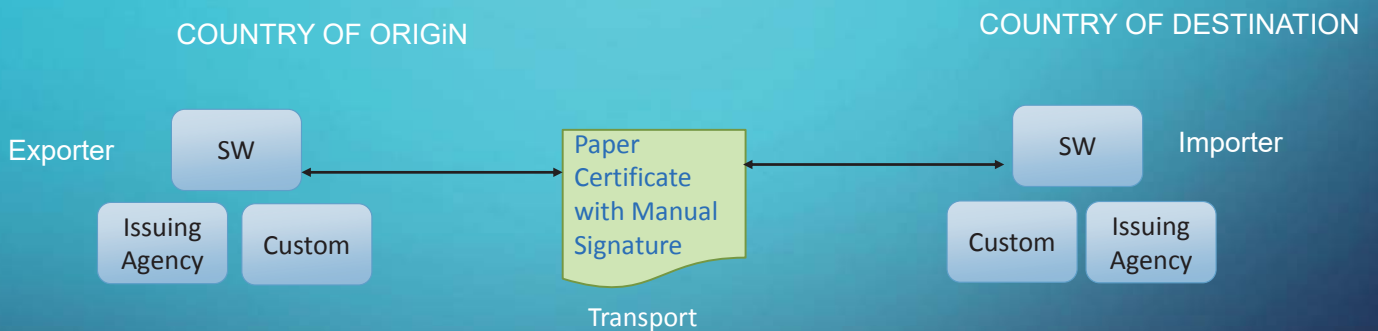 COUNTRY OF ORIGiN
COUNTRY OF DESTINATION
Exporter
SW
Issuing
Agency
Custom
Paper
Certificate
with Manual
Signature
Transport
SW
Importer
Custom
Issuing
Agency